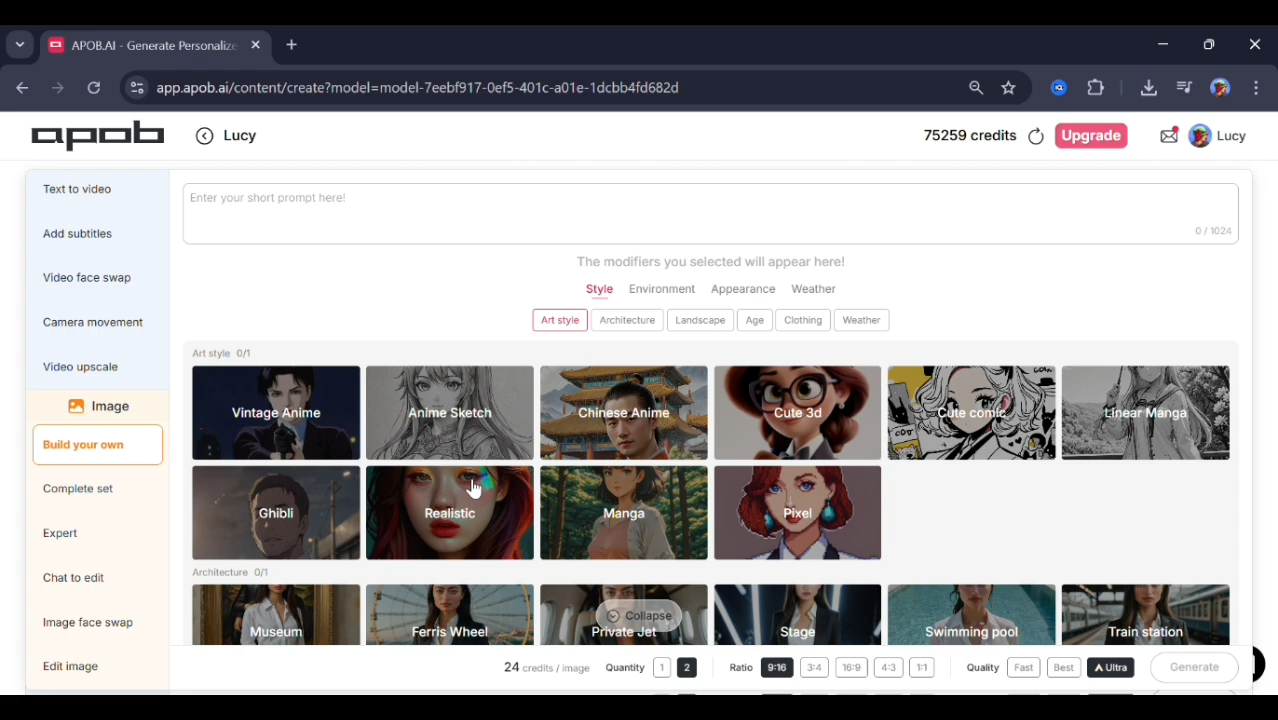 APOB.AI - Generate Personalize
app.apob.ai/content/create?model=model-7eebf917-0ef5-401c-a01e-1dcbb4fd682d
apob
Lucy
75259 credits
Upgrade
Lucy
Text to video
Add subtitles
Video face swap
Camera movement
Video upscale
Image
Build your own
Complete set
Expert
Chat to edit
Image face swap
Edit image
Enter your short prompt here!
0 / 1024
The modifiers you selected will appear here!
Style Environment Appearance Weather
Art style Architecture Landscape Age Clothing Weather
Art style 0/1
Vintage Anime Anime Sketch Chinese Anime Cute 3d Cute comic Linear Manga
Ghibli Realistic Manga Pixel
Architecture 0/1
Collapse
Museum Ferris Wheel Private Jet Stage Swimming pool Train station
24 credits / image Quantity 1 2 Ratio 9:16 3:4 16:9 4:3 1:1 Quality Fast Best Ultra Generate